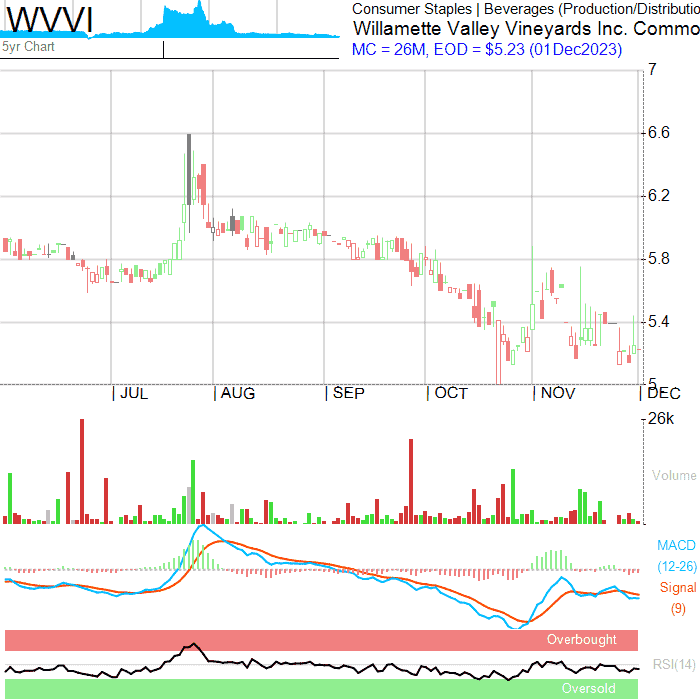 WVVI
5yr Chart
Consumer Staples | Beverages (Production/Distributio
Willamette Valley Vineyards Inc. Commo
MC = 26M, EOD = $5.23 (01Dec2023)
7
6.6
6.2
5.8
5.4
5
JUL
AUG
SEP
OCT
NOV
DEC
26k
Volume
MACD
(12-26)
Signal
(9)
Overbought
RSI(14)
Oversold